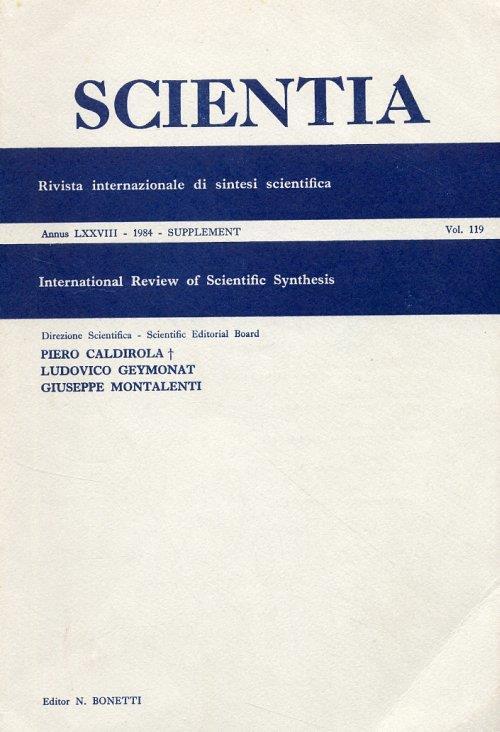 SCIENTIA
Rivista internazionale di sintesi scientifica
Annus LXXVIII - 1984 - SUPPLEMENT Vol. 119
International Review of Scientific Synthesis
Direzione Scientifica - Scientific Editorial Board
PIERO CALDIROLA †
LUDOVICO GEYMONAT
GIUSEPPE MONTALENTI
Editor N. BONETTI